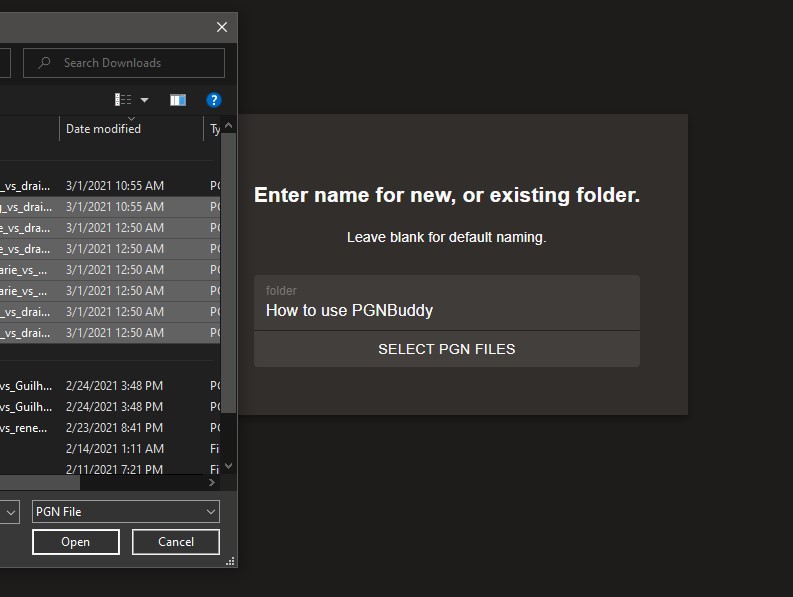 Search Downloads
?
Date modified
Ty
_vs_drai... 3/1/2021 10:55 AM PG
g_vs_drai... 3/1/2021 10:55 AM PG
e_vs_dra... 3/1/2021 12:50 AM PG
e_vs_dra... 3/1/2021 12:50 AM PG
arie_vs_... 3/1/2021 12:50 AM PG
arie_vs_... 3/1/2021 12:50 AM PG
_vs_drai... 3/1/2021 12:50 AM PG
_vs_drai... 3/1/2021 12:50 AM PG
vs_Guilh... 2/24/2021 3:48 PM PG
vs_Guilh... 2/24/2021 3:48 PM PG
vs_rene... 2/23/2021 8:41 PM PG
2/14/2021 1:11 AM Fi
2/11/2021 7:21 PM Fi
PGN File
Open Cancel
Enter name for new, or existing folder.
Leave blank for default naming.
folder
How to use PGNBuddy
SELECT PGN FILES